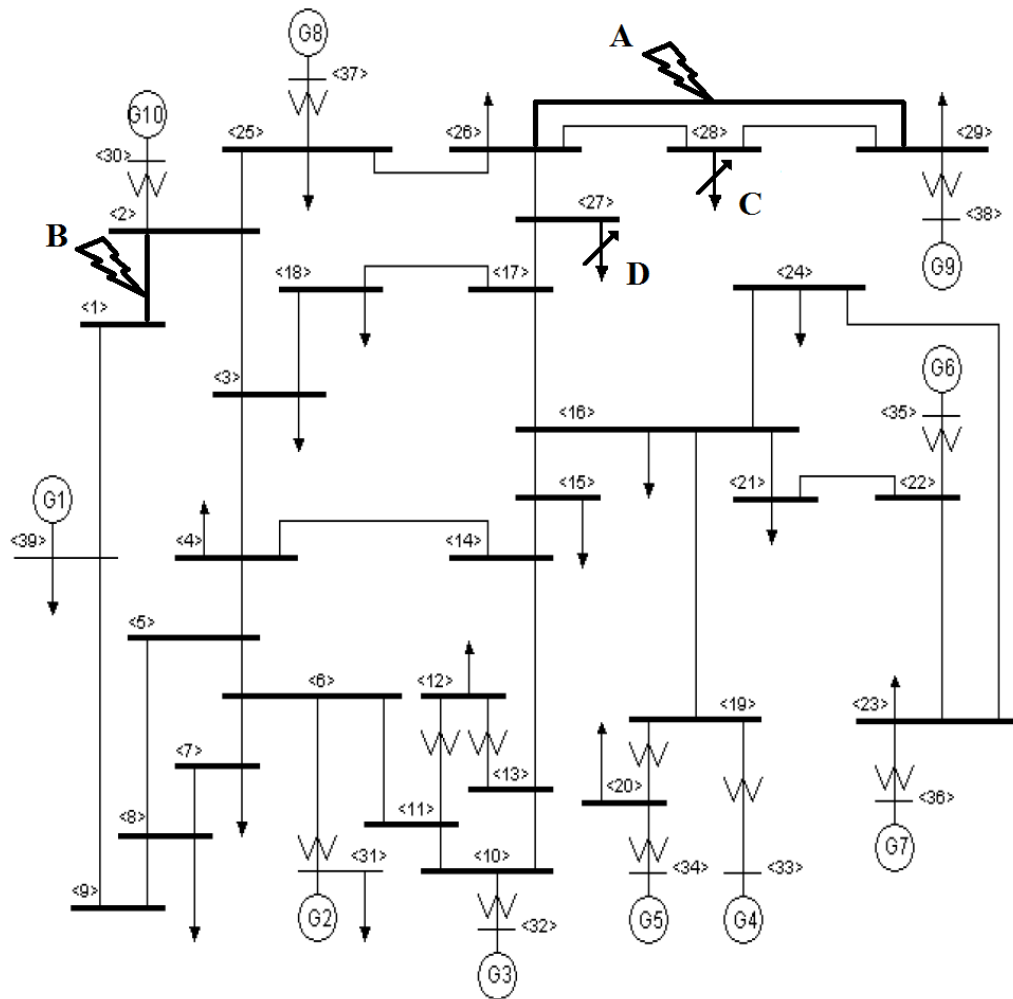 G8
A
<37>
G10
<25>
<26>
<28>
<29>
<30>
<2>
<27>
C
<38>
B
D
G9
<18>
<17>
<24>
<1>
G6
<3>
<16>
<35>
<15>
<21>
<22>
G1
<39>
<4>
<14>
<5>
<6>
<12>
<19>
<23>
<7>
<13>
<20>
<8>
<11>
<36>
<10>
<31>
<34>
<33>
G7
<9>
G2
<32>
G5
G4
G3